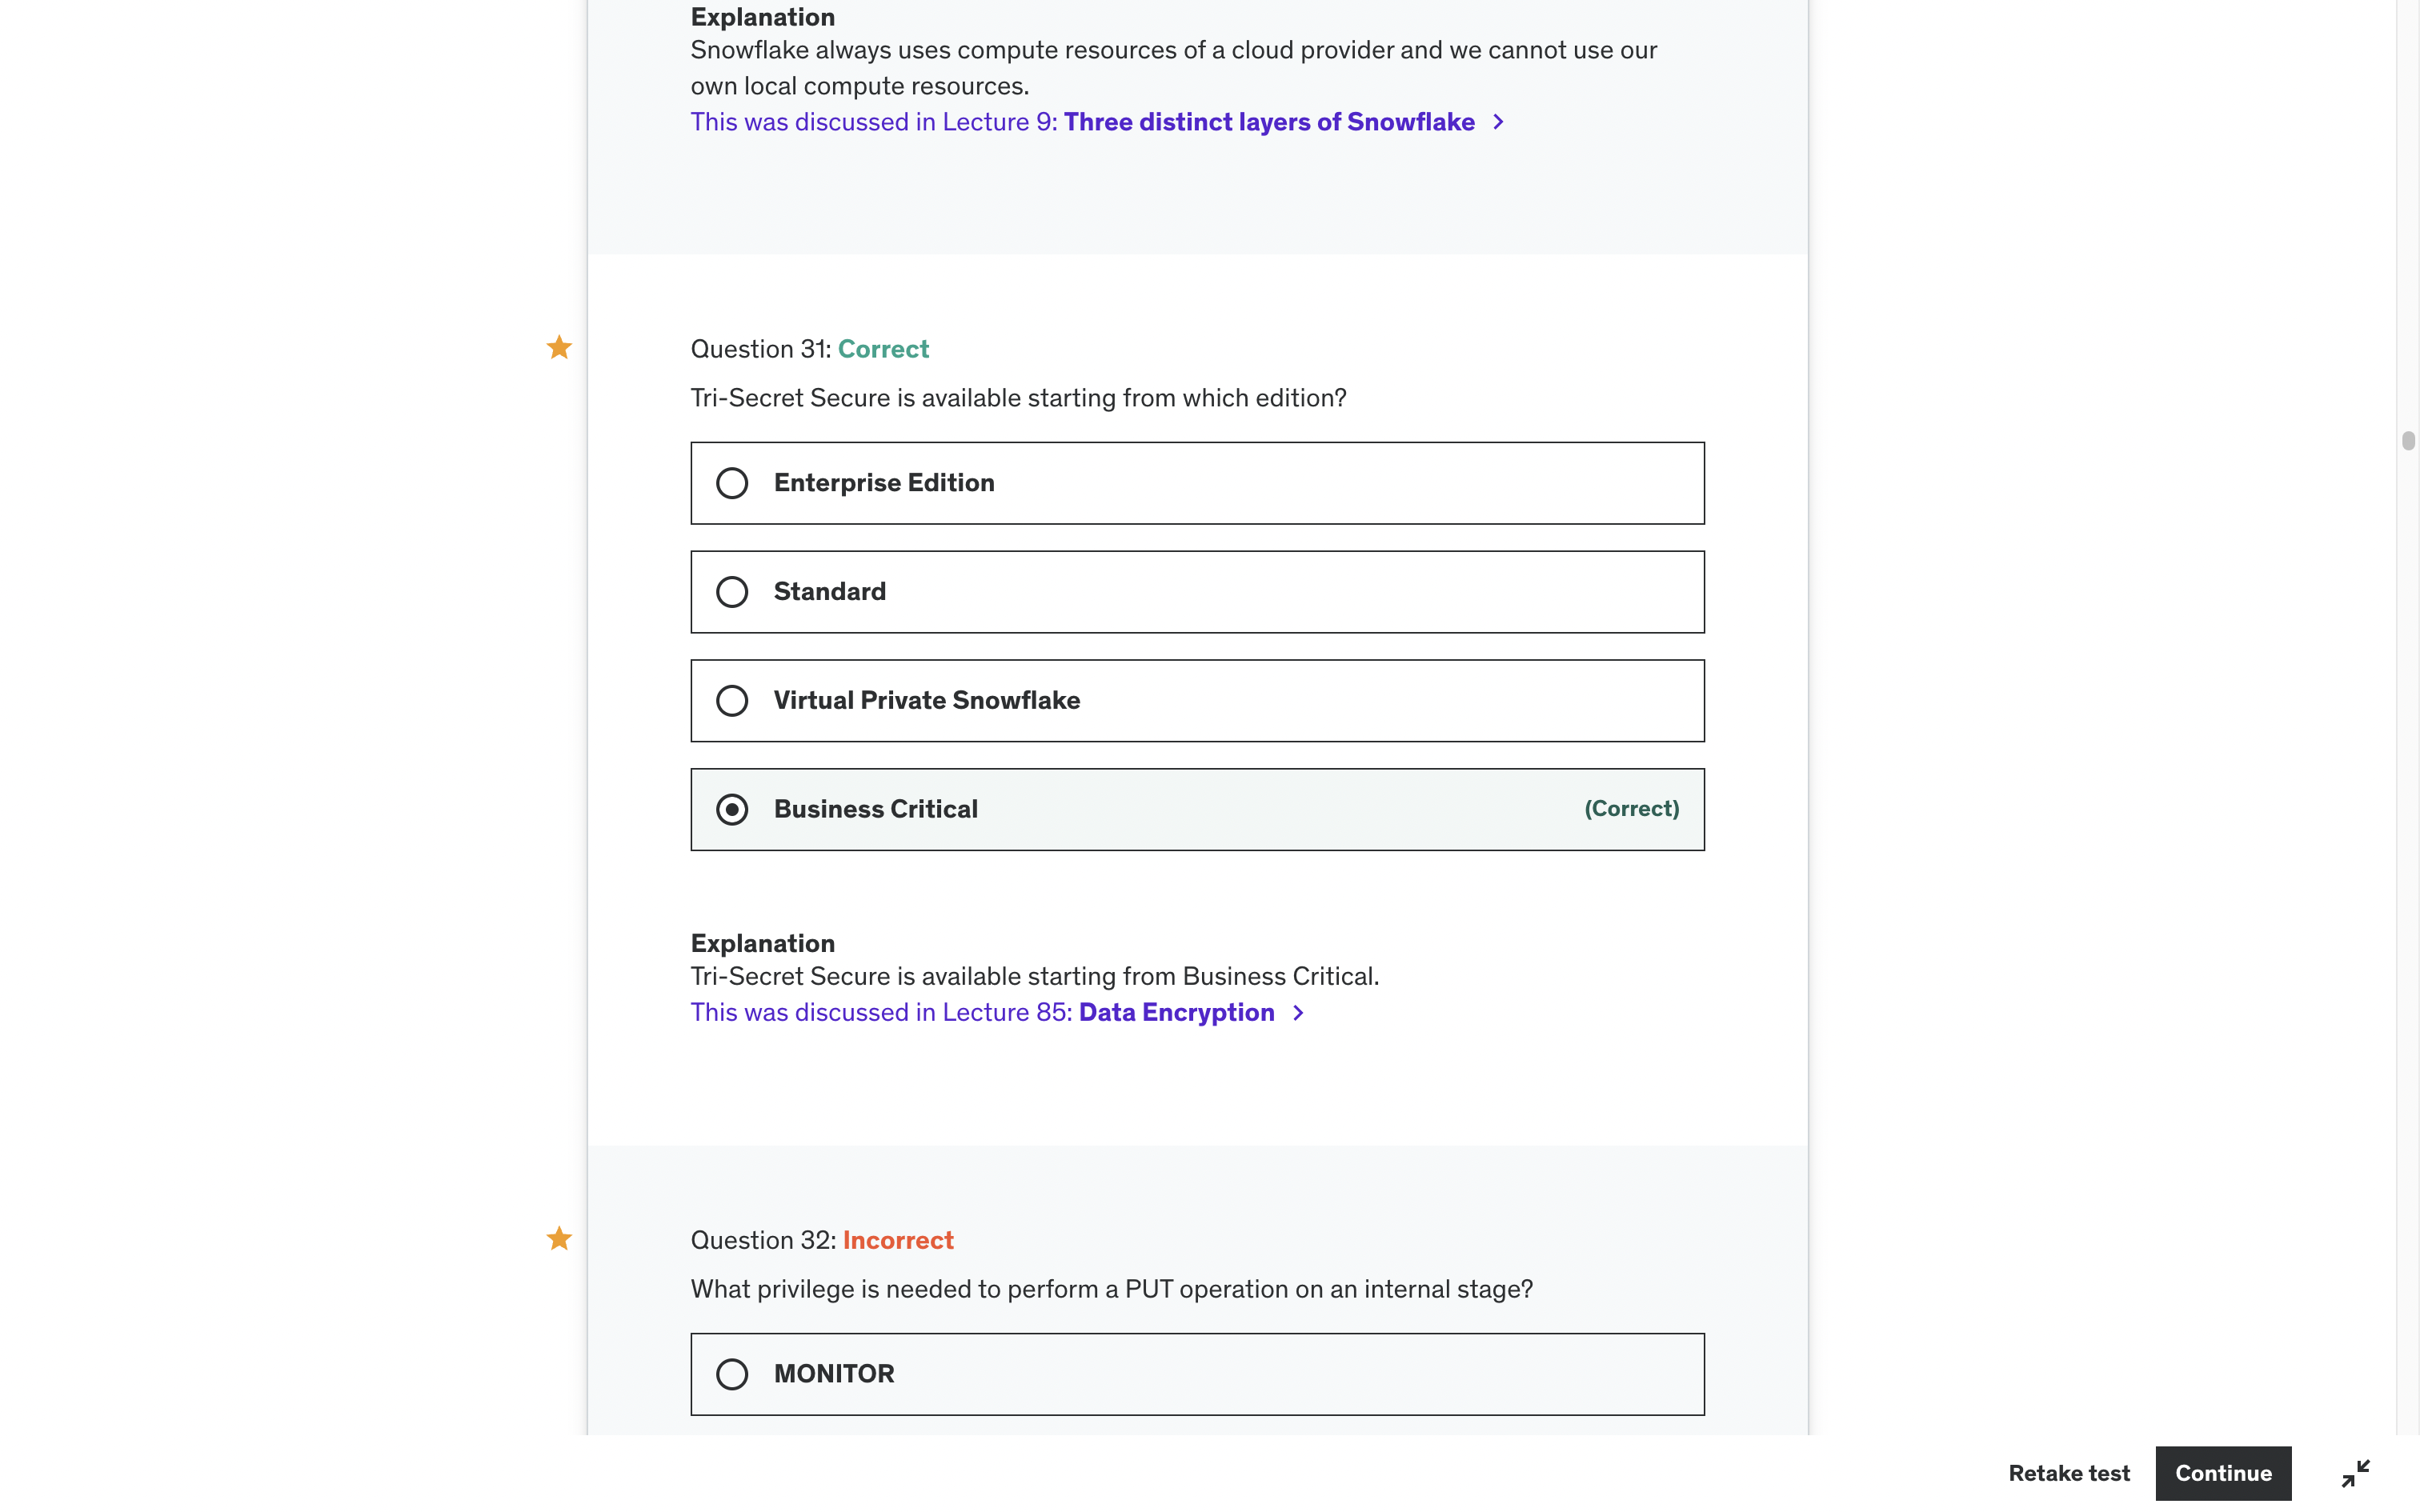 Explanation
Snowflake always uses compute resources of a cloud provider and we cannot use our
own local compute resources.
This was discussed in Lecture 9: Three distinct layers of Snowflake >
Question 31: Correct
Tri-Secret Secure is available starting from which edition?
Enterprise Edition
Standard
Virtual Private Snowflake
Business Critical (Correct)
Explanation
Tri-Secret Secure is available starting from Business Critical.
This was discussed in Lecture 85: Data Encryption >
Question 32: Incorrect
What privilege is needed to perform a PUT operation on an internal stage?
MONITOR
Retake test Continue